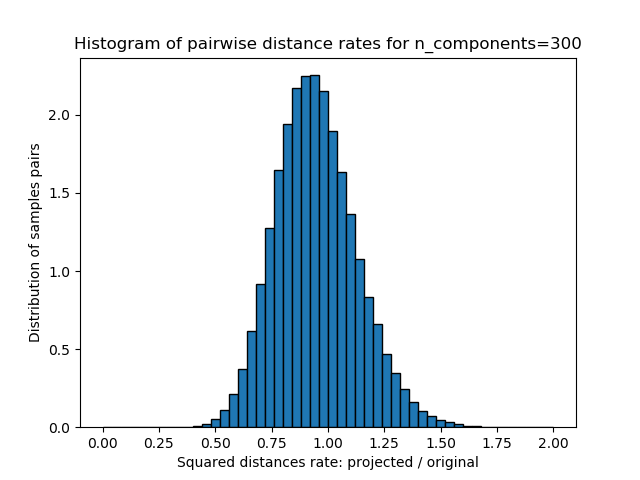 Histogram of pairwise distance rates for n_components=300
Distribution of samples pairs
2.0
1.5
1.0
0.5
0.0
0.00 0.25 0.50 0.75 1.00 1.25 1.50 1.75 2.00
Squared distances rate: projected / original